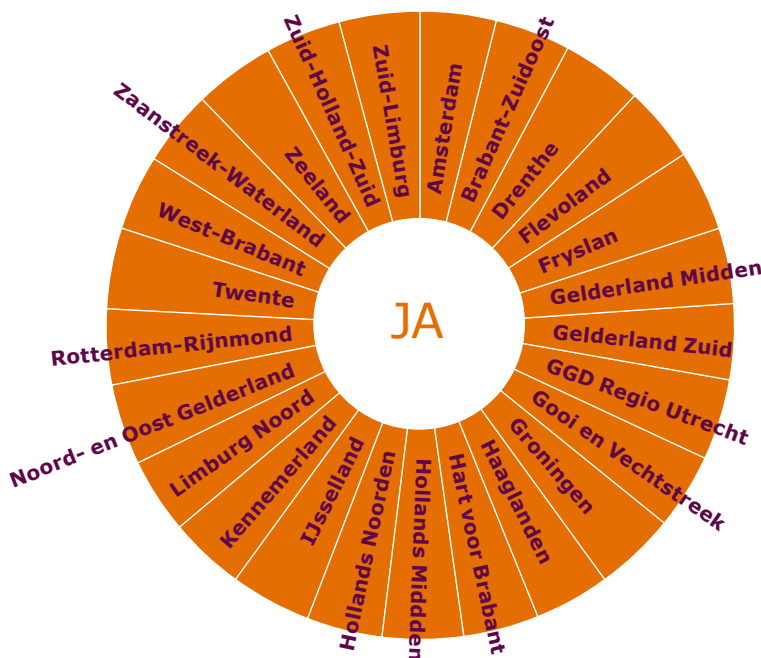 Amsterdam
Brabant-Zuidoost
Drenthe
Flevoland
Fryslan
Gelderland Midden
Gelderland Zuid
GGD Regio Utrecht
Gooi en Vechtstreek
Groningen
Haaglanden
Hart voor Brabant
Hollands Middden
Hollands Noorden
IJsselland
Kennemerland
Limburg Noord
Noord- en Oost Gelderland
Rotterdam-Rijnmond
Twente
West-Brabant
Zaanstreek-Waterland
Zeeland
Zuid-Holland-Zuid
Zuid-Limburg
JA